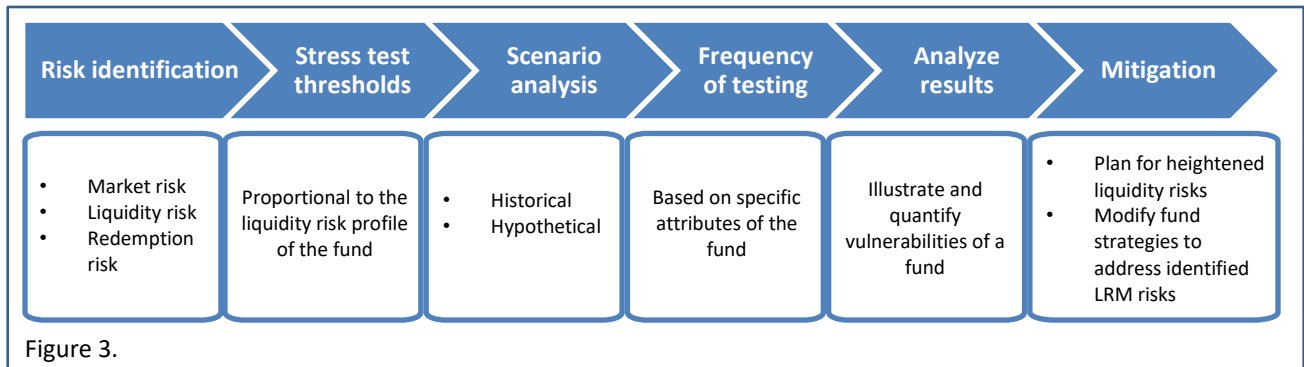 Risk identification
Stress test
thresholds
Scenario
analysis
Frequency
of testing
Analyze
results
Mitigation
• Market risk
• Liquidity risk
• Redemption
risk
Proportional to the
liquidity risk profile
of the fund
• Historical
• Hypothetical
Based on specific
attributes of the
fund
Illustrate and
quantify
vulnerabilities of a
fund
• Plan for heightened
liquidity risks
• Modify fund
strategies to
address identified
LRM risks
Figure 3.